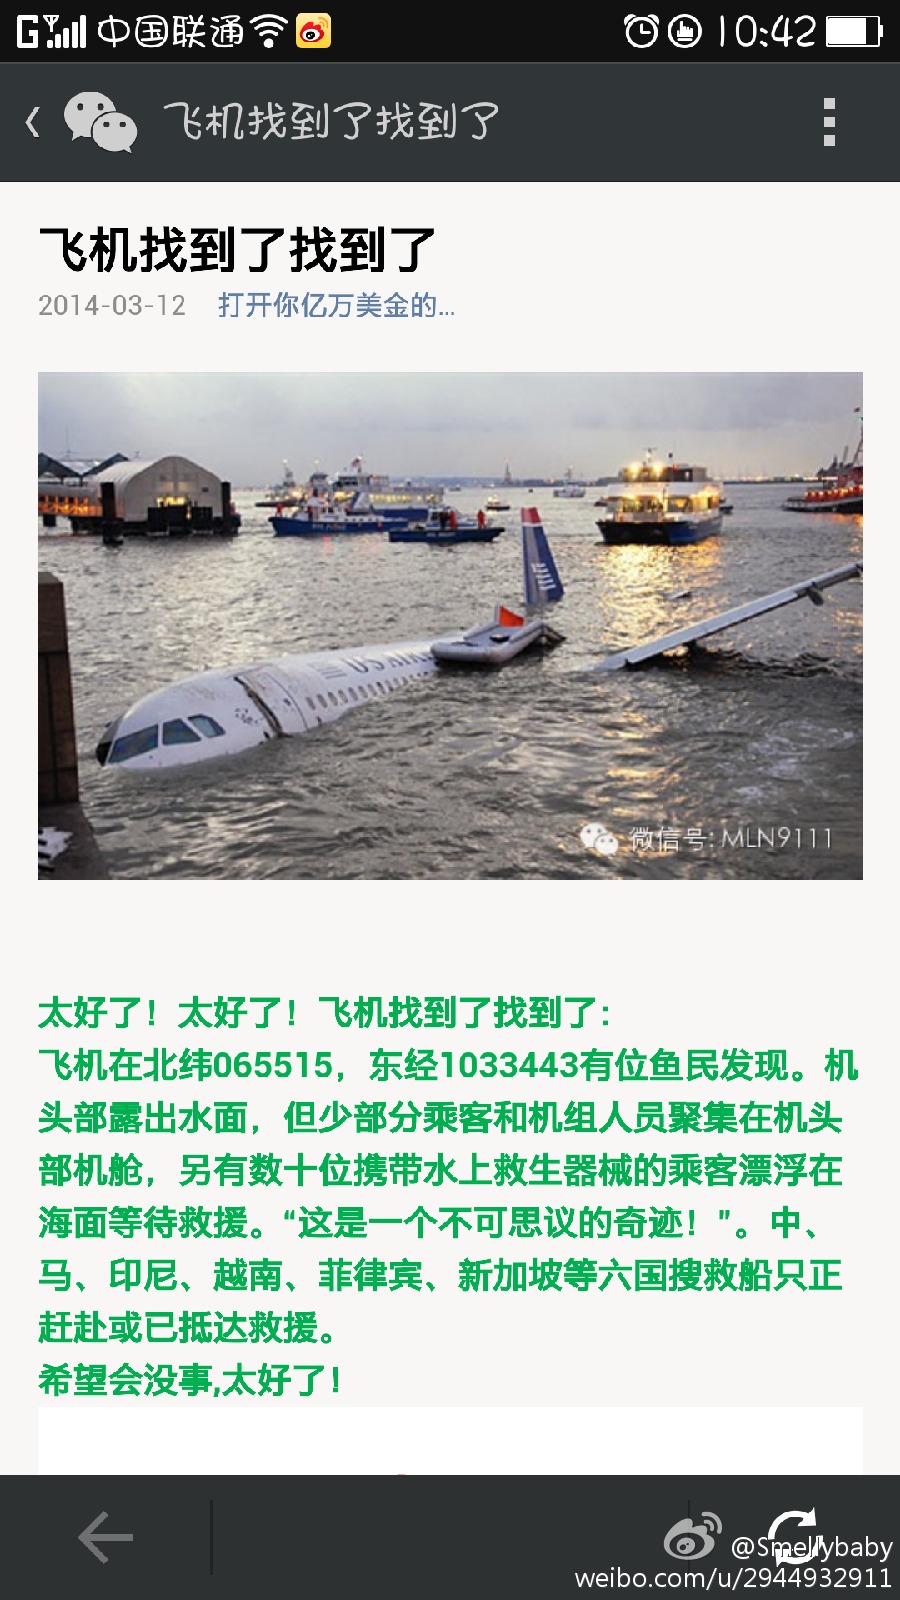 G 中国联通 10:42
飞机找到了找到了
飞机找到了找到了
2014-03-12 打开你亿万美金的...
US AIRW
微信号: MLN9111
太好了！太好了！飞机找到了找到了：
飞机在北纬065515，东经1033443有位鱼民发现。机
头部露出水面，但少部分乘客和机组人员聚集在机头
部机舱，另有数十位携带水上救生器械的乘客漂浮在
海面等待救援。“这是一个不可思议的奇迹！”。中、
马、印尼、越南、菲律宾、新加坡等六国搜救船只正
赶赴或已抵达救援。
希望会没事,太好了！
@Smellybaby
weibo.com/u/2944932911